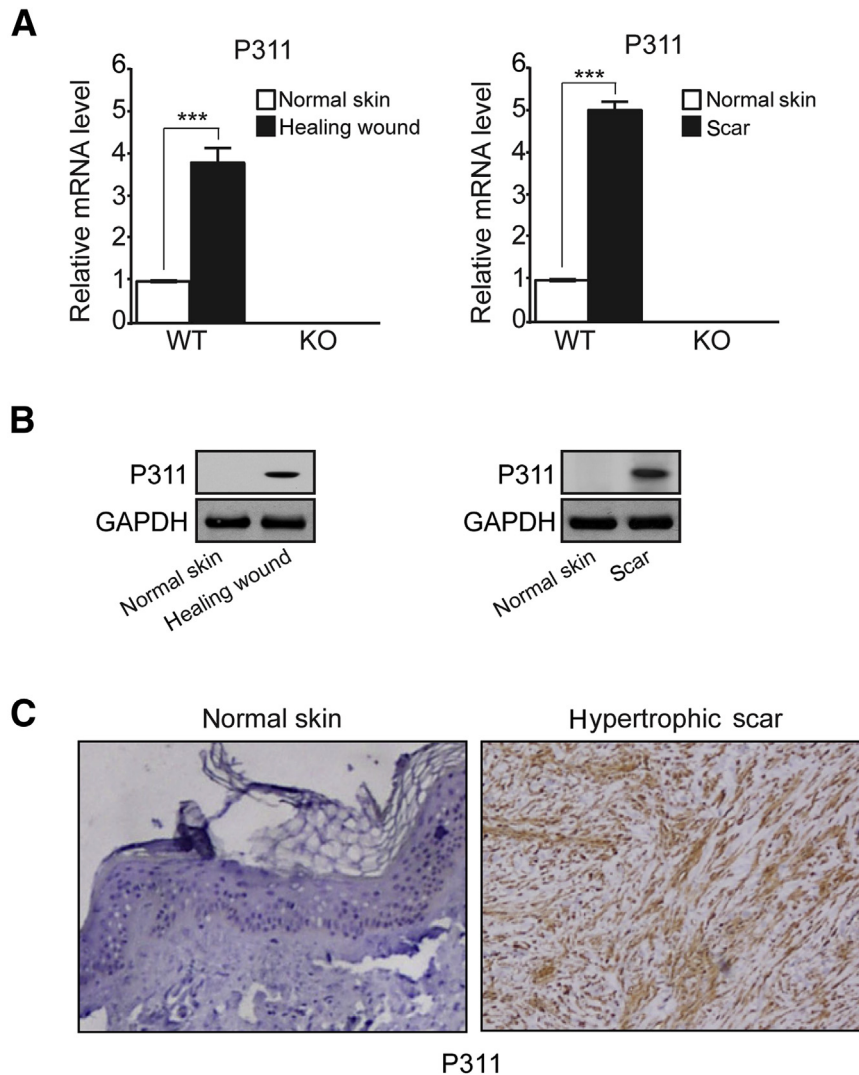 A
P311
Relative mRNA level
6
5
4
3
2
1
0
***
Normal skin
Healing wound
WT
KO
P311
Relative mRNA level
6
5
4
3
2
1
0
***
Normal skin
Scar
WT
KO
B
P311
GAPDH
Normal skin
Healing wound
P311
GAPDH
Normal skin
Scar
C
Normal skin
Hypertrophic scar
P311